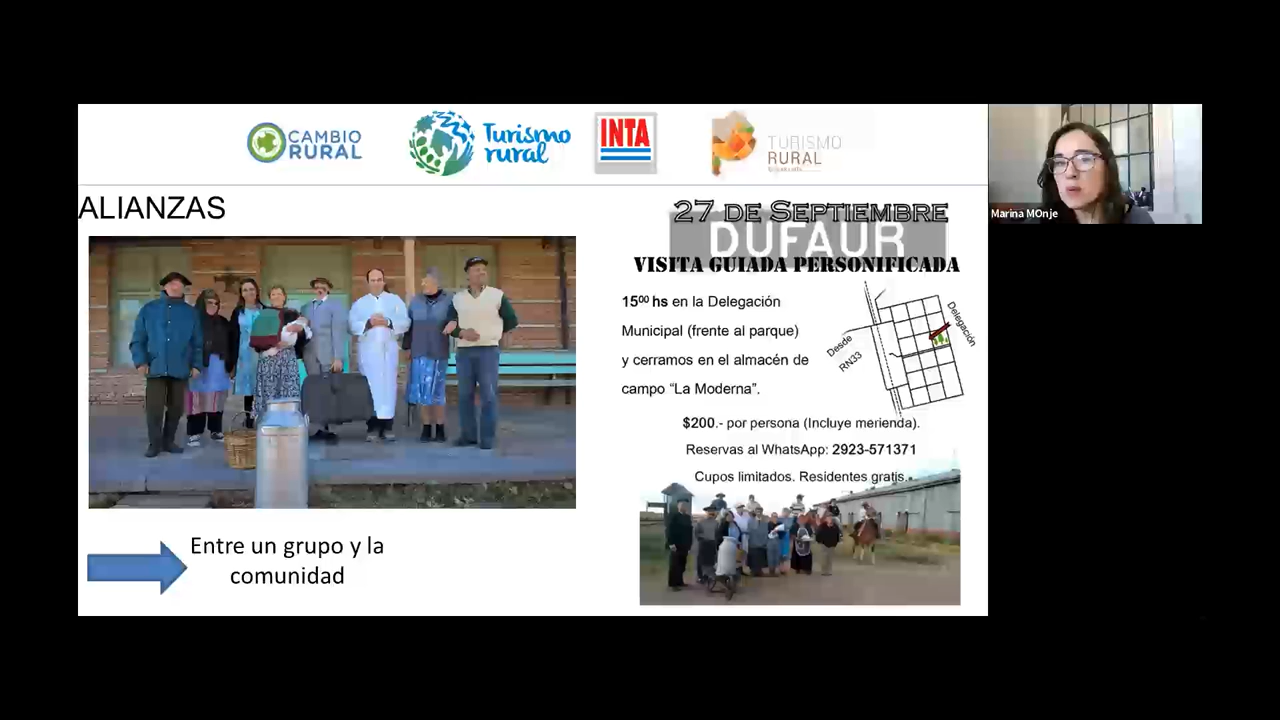 CAMBIO
RURAL
Turismo
rural
INTA
TURISMO
RURAL
Marina MOnje
ALIANZAS
27 DE SEPTIEMBRE
DUFAUR
VISITA GUIADA PERSONIFICADA
15⁰⁰ hs en la Delegación
Municipal (frente al parque)
y cerramos en el almacén de
campo “La Moderna”.
Desde
RN33
Delegación
$200.- por persona (Incluye merienda).
Reservas al WhatsApp: 2923-571371
Cupos limitados. Residentes gratis.
Entre un grupo y la
comunidad